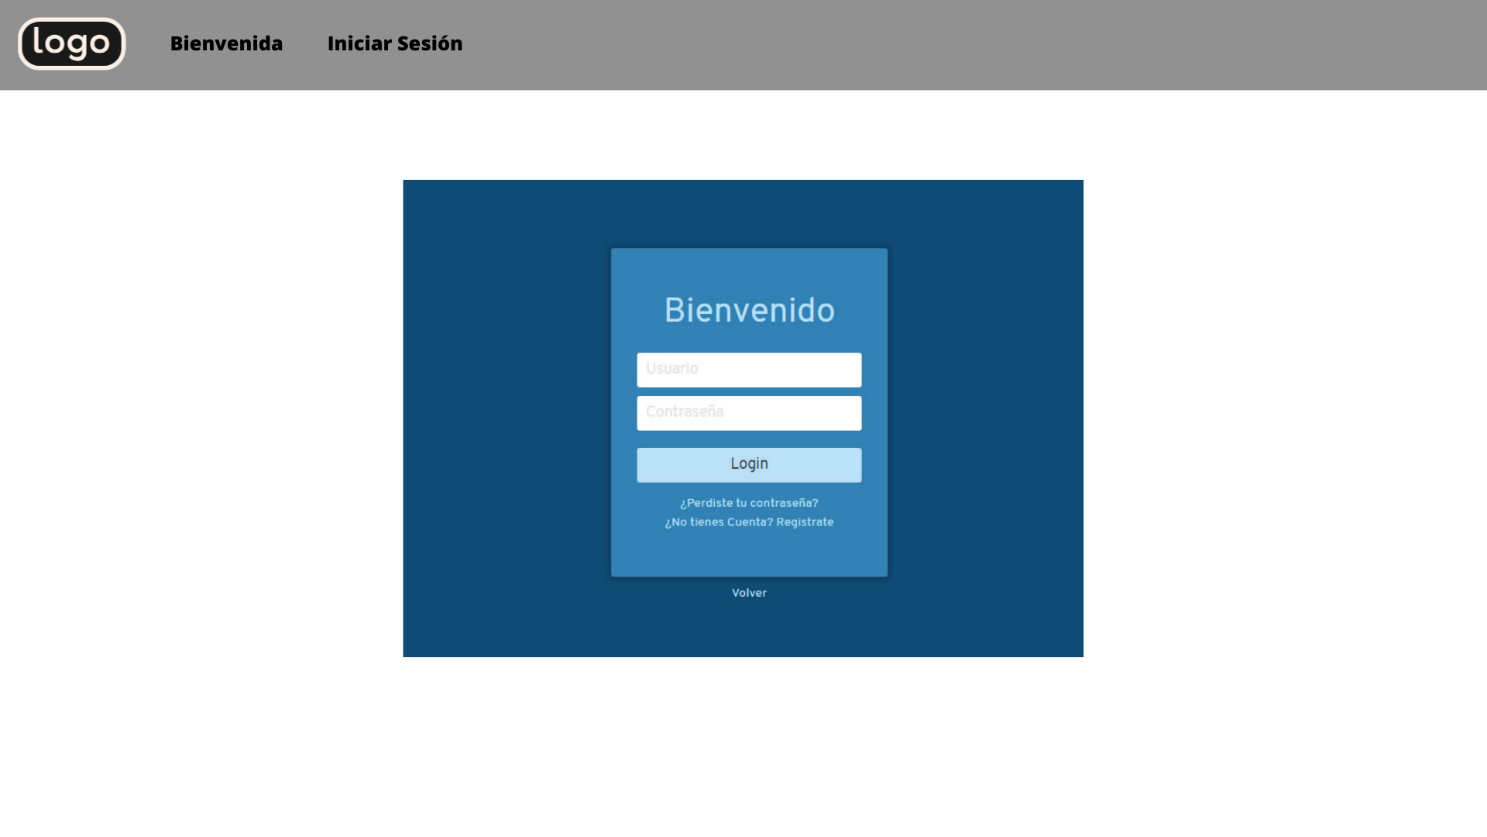 logo Bienvenida Iniciar Sesión
Bienvenido
Usuario
Contraseña
Login
¿Perdiste tu contraseña?
¿No tienes Cuenta? Registrate
Volver